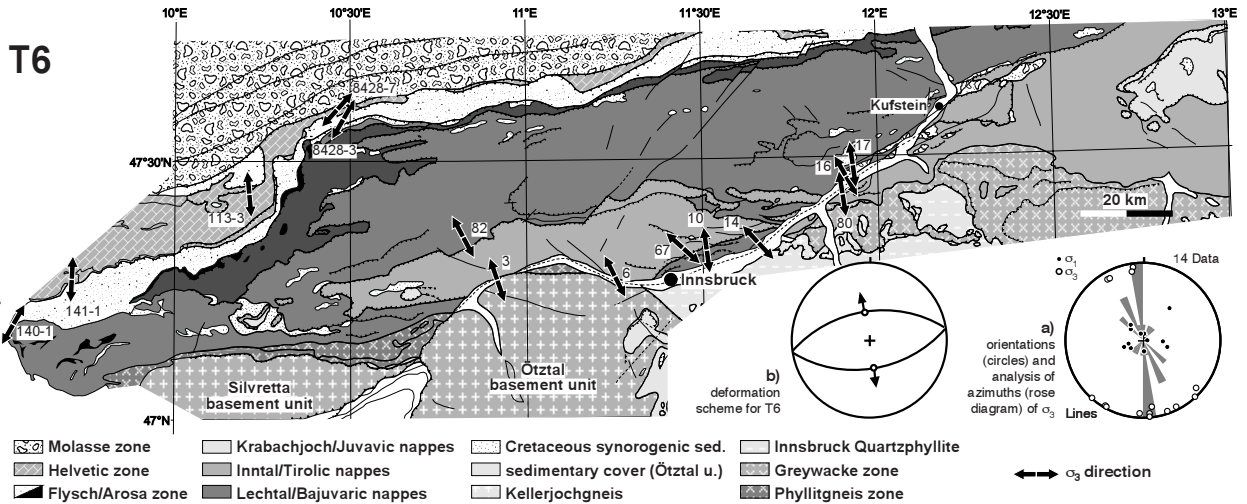 10°E 10°30E 11°E 11°30E 12°E 12°30E 13°E
T6
8428-7
Kufstein
8428-3
47°30N
17
16
113-3
20 km
82
10
14
80
67
3
6
Innsbruck
141-1
140-1
σ1
σ3
14 Data
a)
orientations
(circles) and
analysis of
azimuths (rose
diagram) of σ3
Lines
b)
deformation
scheme for T6
Silvretta
basement unit
Ötztal
basement unit
47°N
Molasse zone
Helvetic zone
Flysch/Arosa zone
Krabachjoch/Juvavic nappes
Inntal/Tirolic nappes
Lechtal/Bajuvaric nappes
Cretaceous synorogenic sed.
sedimentary cover (Ötztal u.)
Kellerjochgneis
Innsbruck Quartzphyllite
Greywacke zone
Phyllitgneis zone
σ3 direction